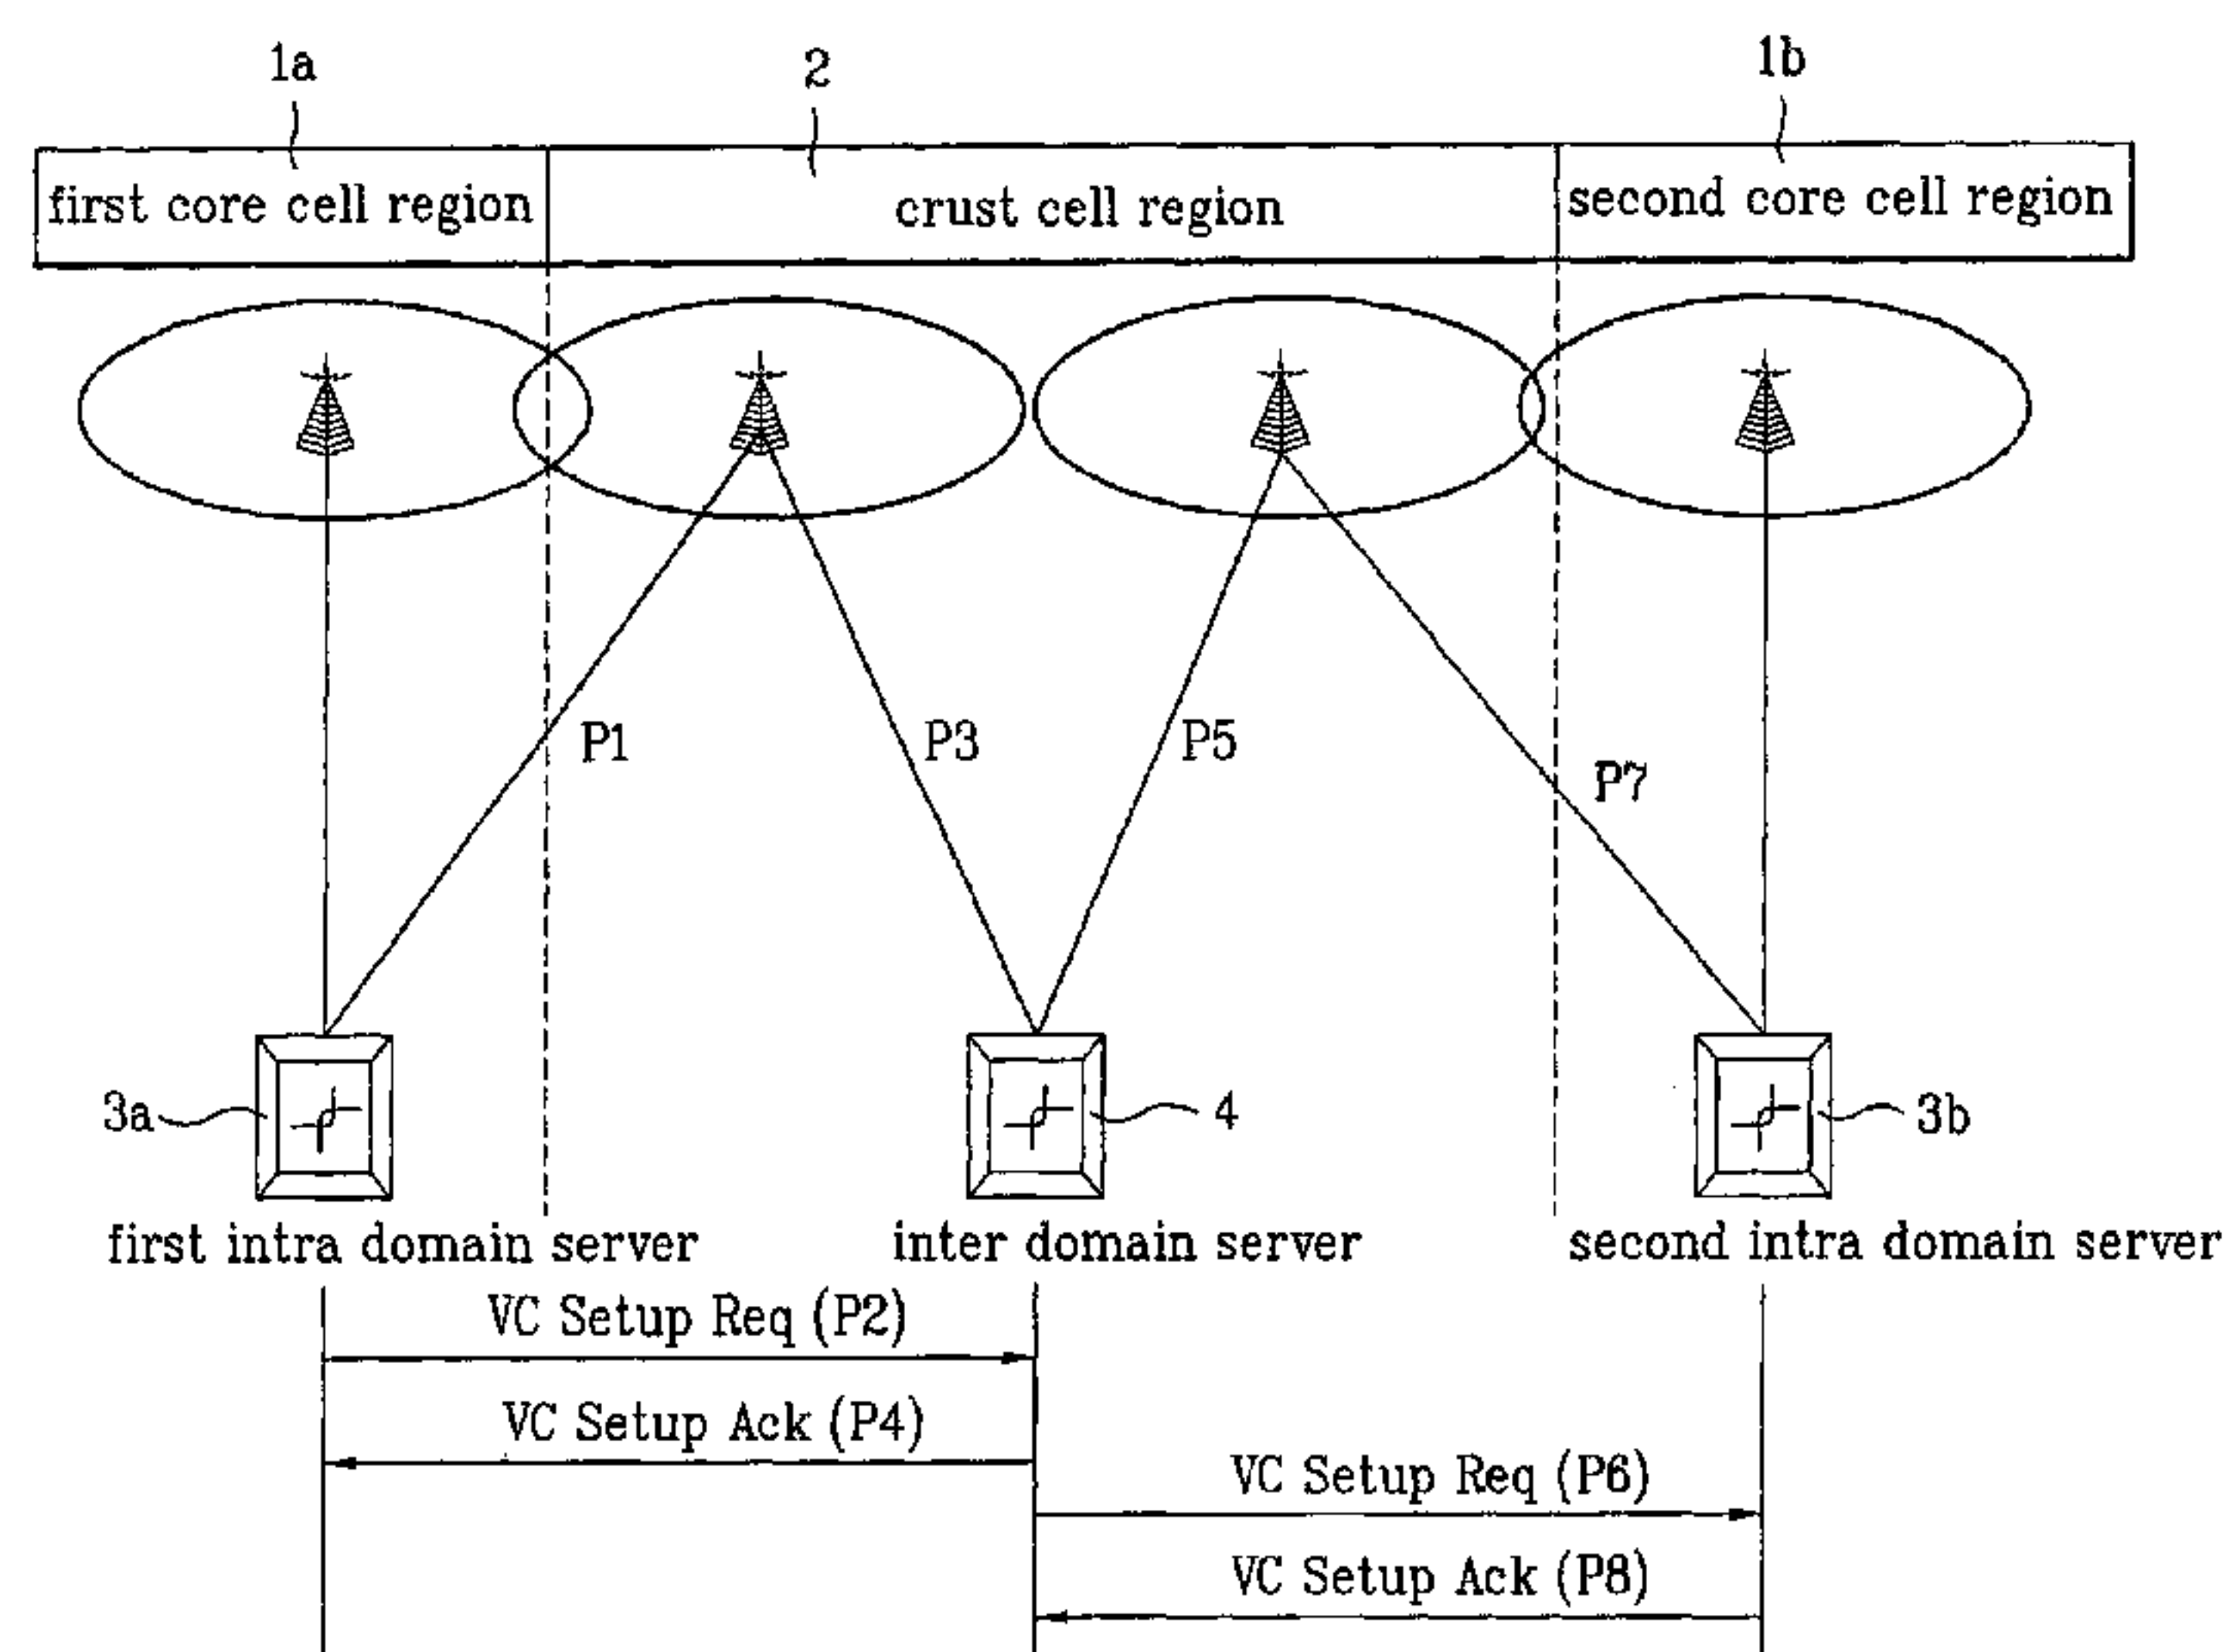 1a
2
1b
first core cell region
crust cell region
second core cell region
P1
P3
P5
P7
3a
4
3b
first intra domain server
inter domain server
second intra domain server
VC Setup Req (P2)
VC Setup Ack (P4)
VC Setup Req (P6)
VC Setup Ack (P8)